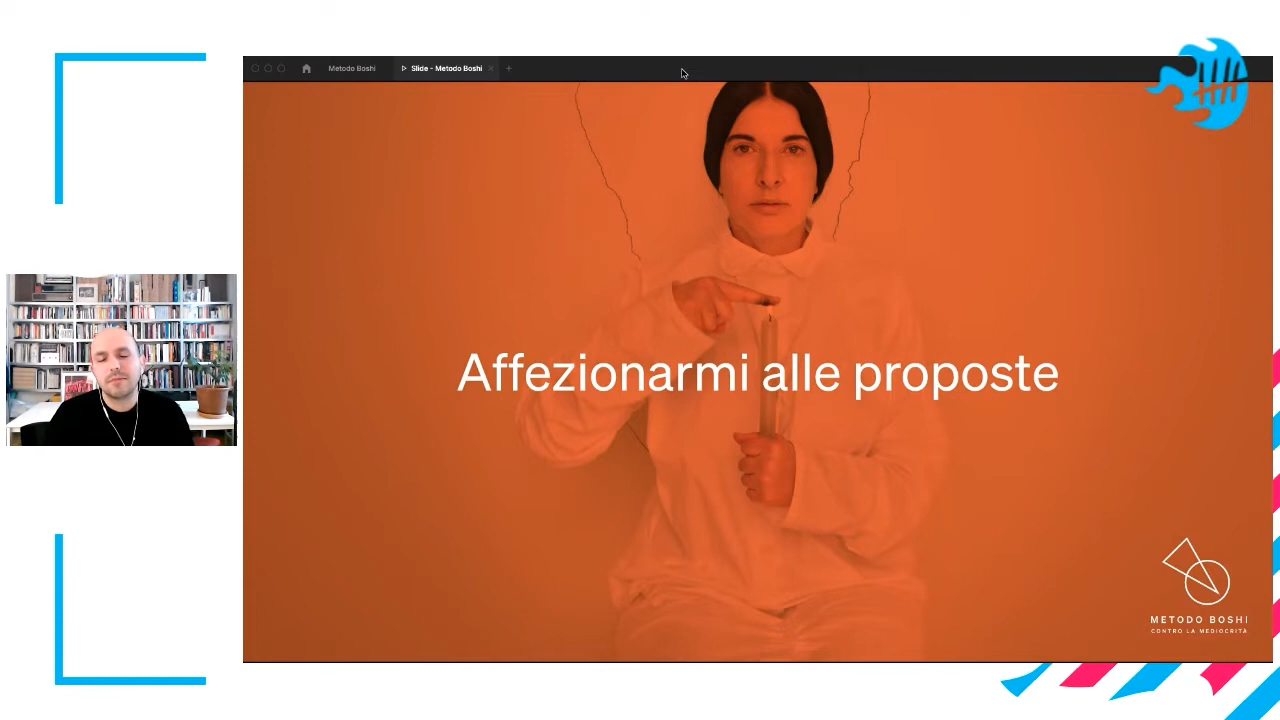 Metodo Boshi
Slide - Metodo Boshi
Affezionarmi alle proposte
METODO BOSHI
CONTRO LA MEDIOCRITÀ